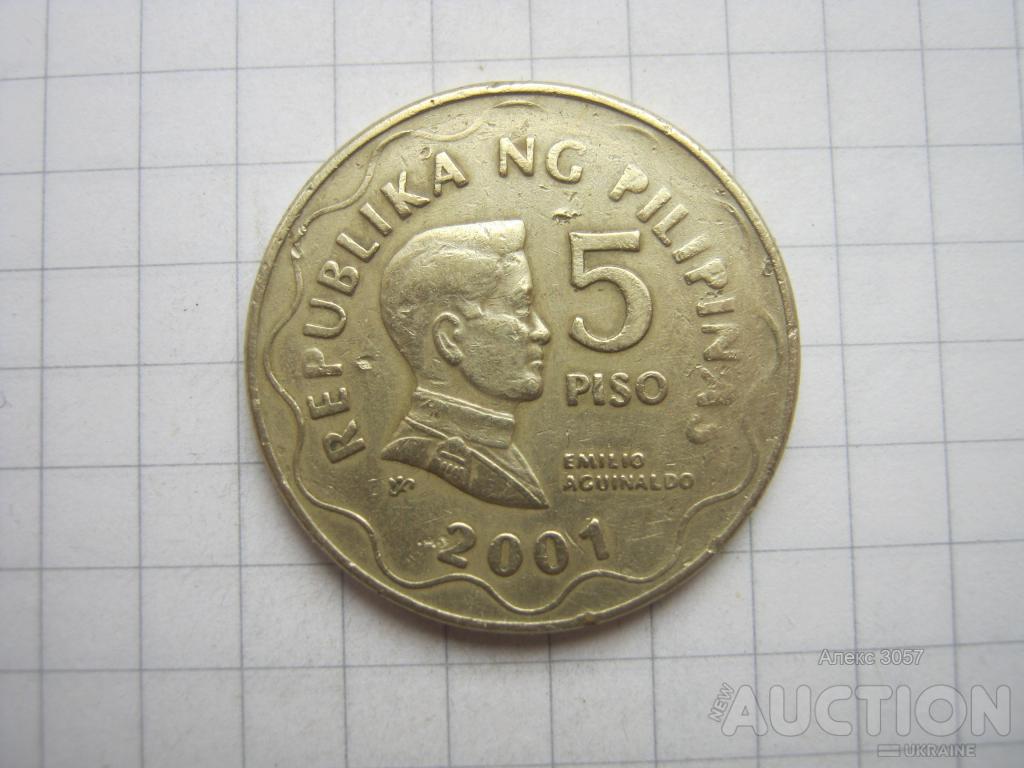 REPUBLIKA NG PILIPINAS
5
PISO
EMILIO
AGUINALDO
2001
Алекс 3057
NEW AUCTION
UKRAINE